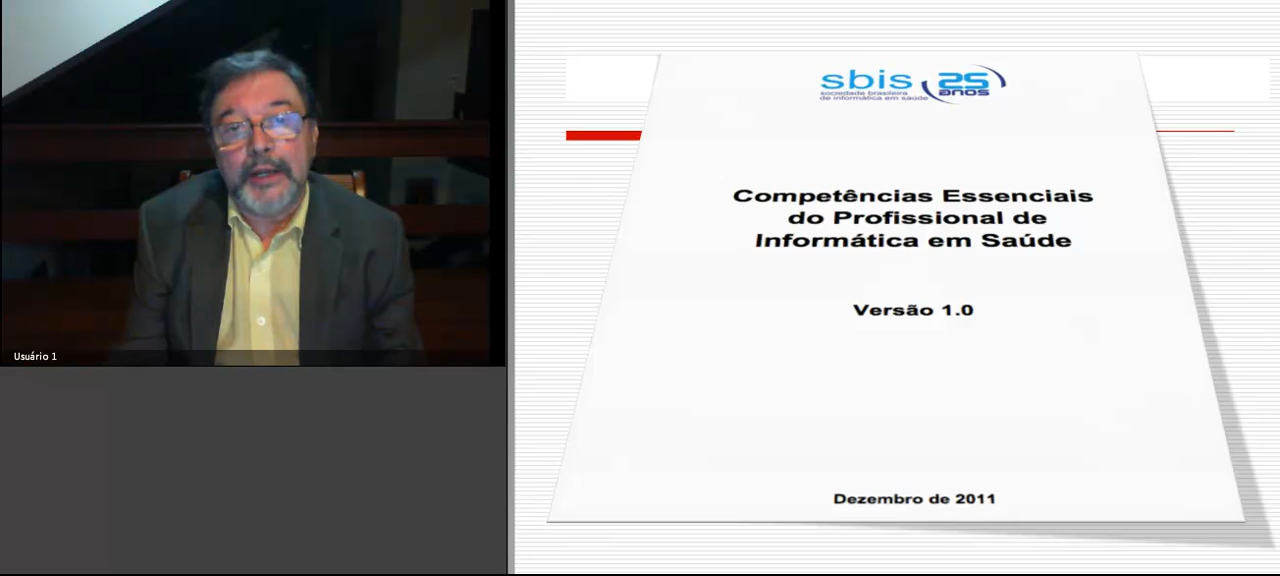 Usuário 1
sbis 25
sociedade brasileira anos
de informática em saúde
Competências Essenciais
do Profissional de
Informática em Saúde
Versão 1.0
Dezembro de 2011